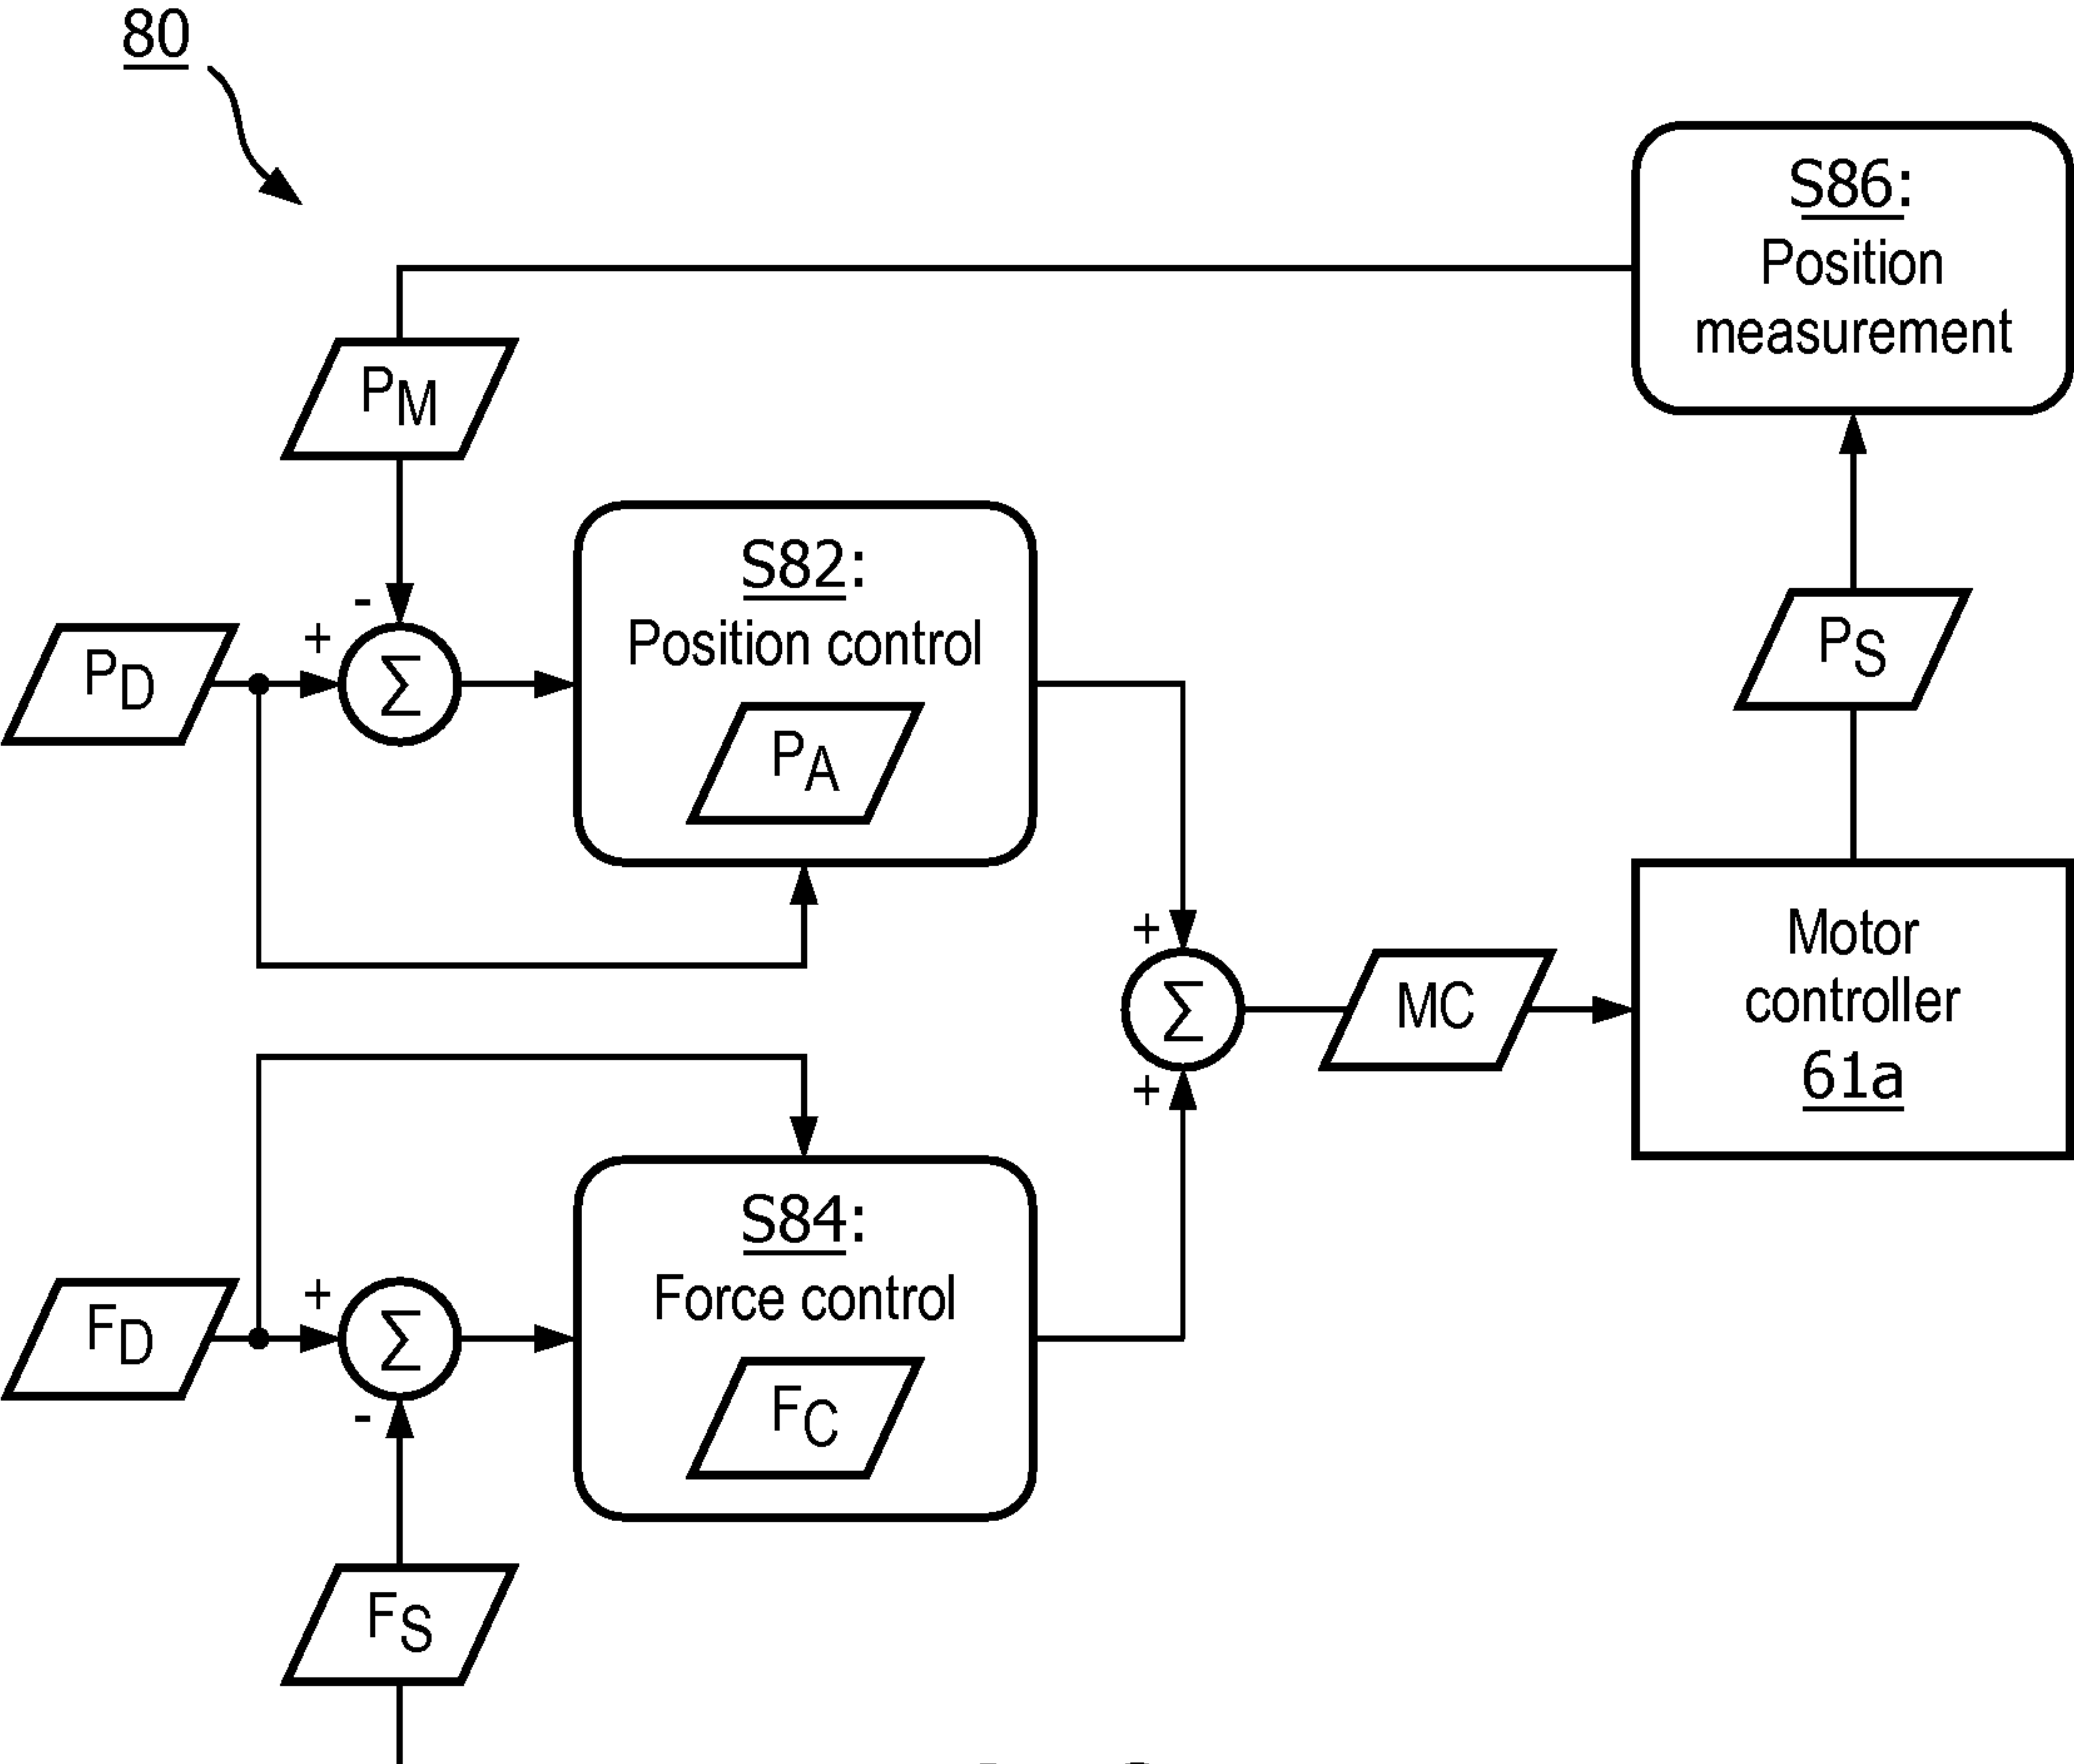 80
S86:
Position
measurement
PM
S82:
Position control
PA
-
+
PD
Σ
PS
+
Σ
+
MC
Motor
controller
61a
S84:
Force control
FC
+
FD
Σ
-
FS